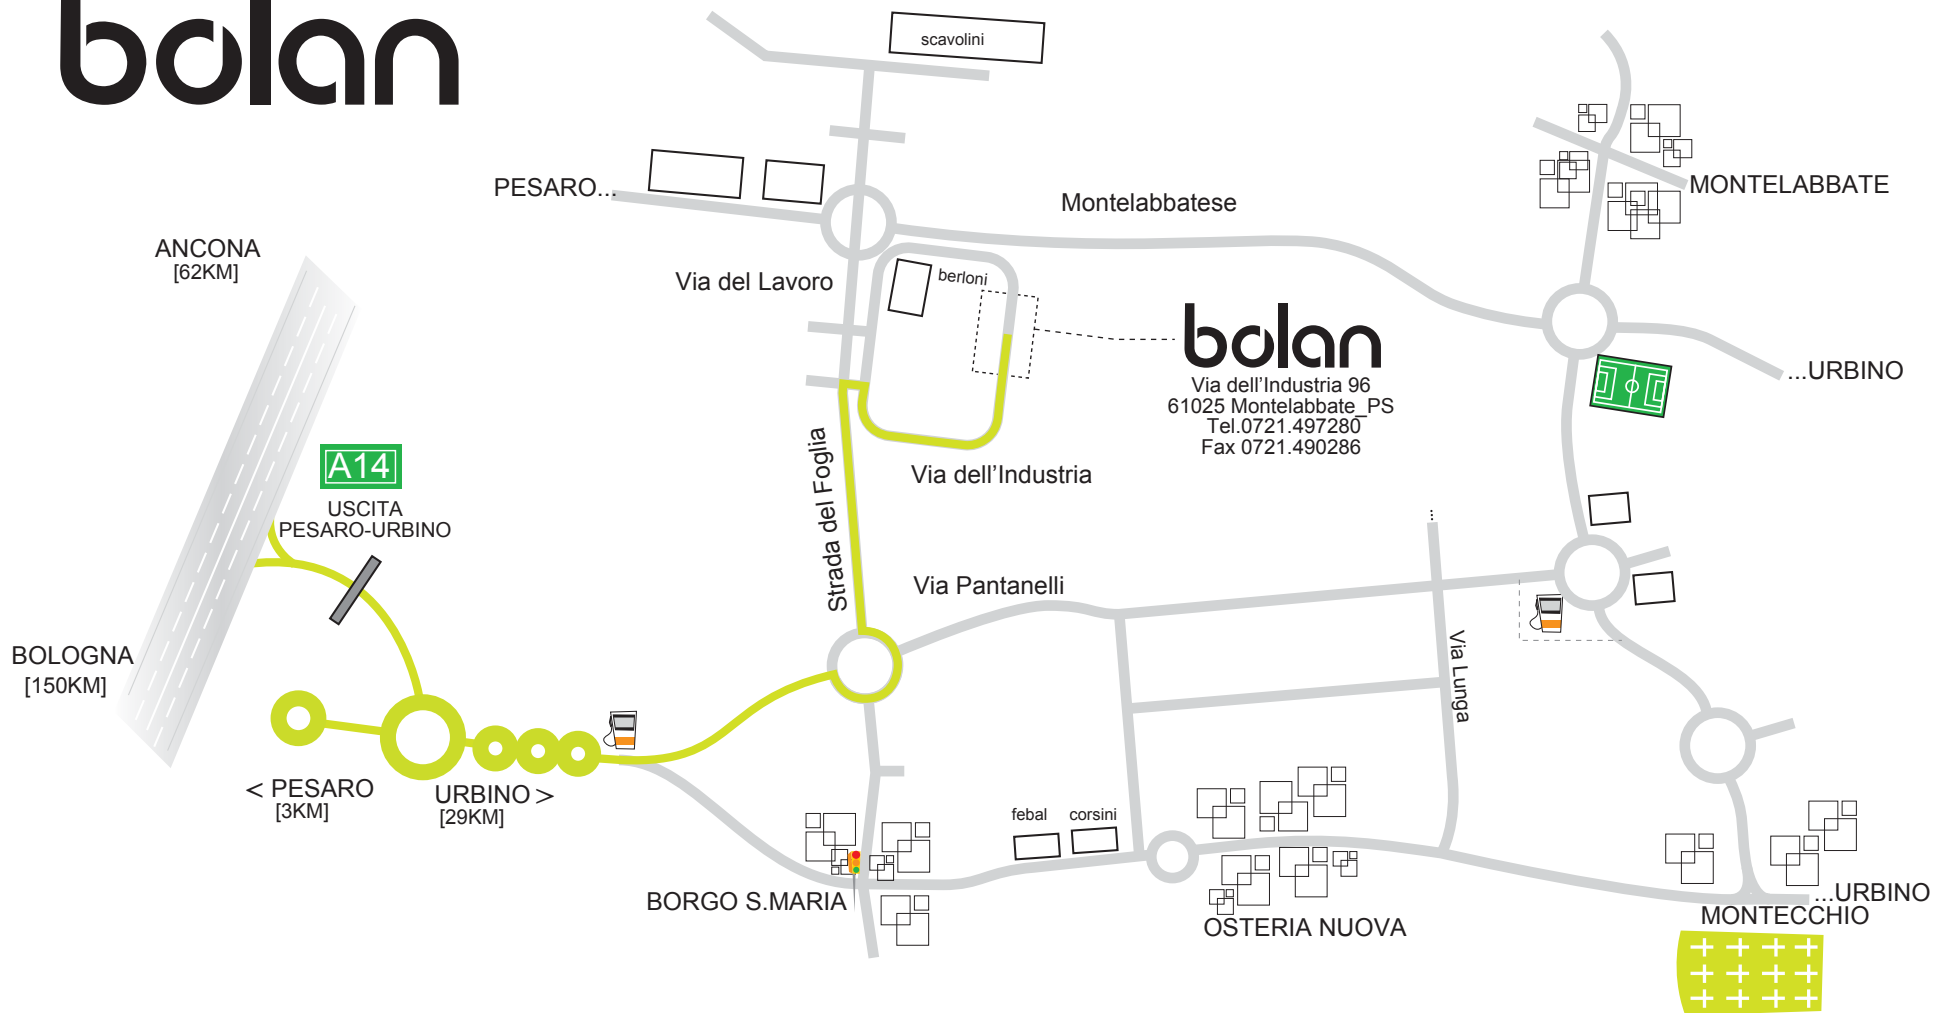 bolan
scavolini
PESARO...
Montelabbatese
MONTELABBATE
ANCONA
[62KM]
Via del Lavoro
berloni
bolan
Via dell'Industria 96
61025 Montelabbate_PS
Tel.0721.497280
Fax 0721.490286
...URBINO
A14
USCITA
PESARO-URBINO
Strada del Foglia
Via dell'Industria
Via Pantanelli
Via Lunga
BOLOGNA
[150KM]
< PESARO
[3KM]
URBINO >
[29KM]
febal
corsini
BORGO S.MARIA
OSTERIA NUOVA
...URBINO
MONTECCHIO